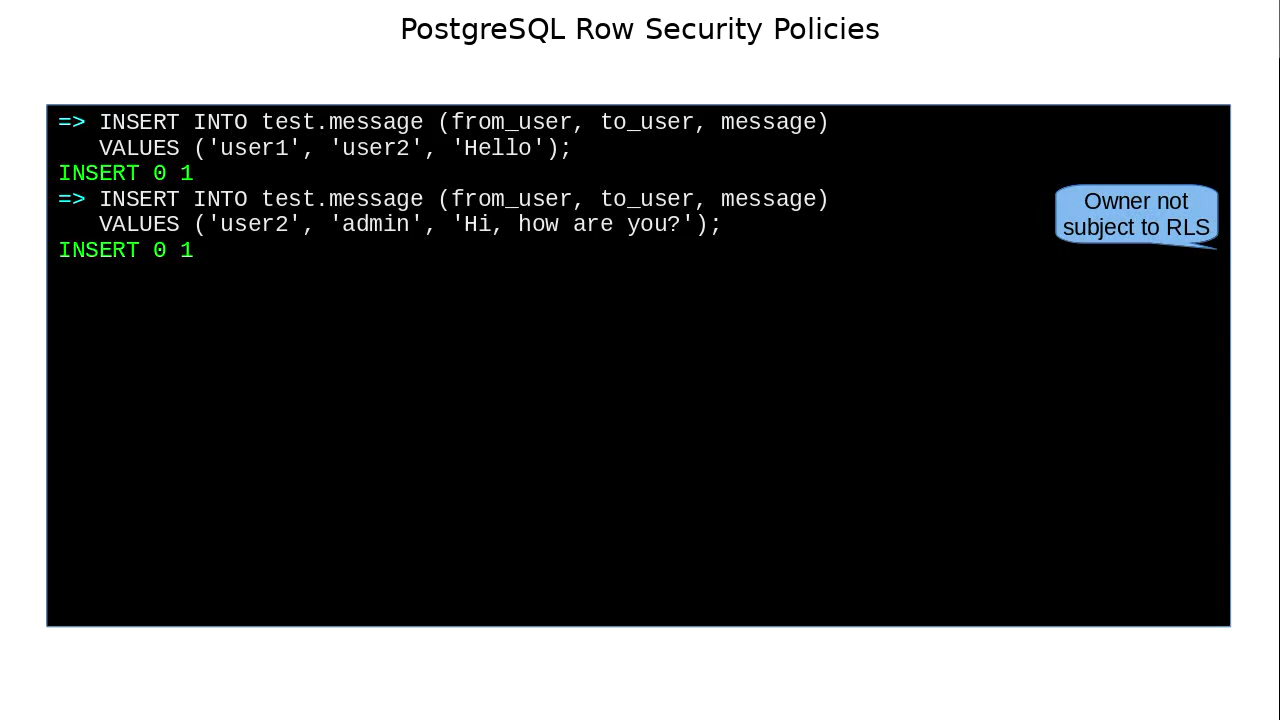 PostgreSQL Row Security Policies
=> INSERT INTO test.message (from_user, to_user, message)
   VALUES ('user1', 'user2', 'Hello');
INSERT 0 1
=> INSERT INTO test.message (from_user, to_user, message)
   VALUES ('user2', 'admin', 'Hi, how are you?');
INSERT 0 1
Owner not
subject to RLS